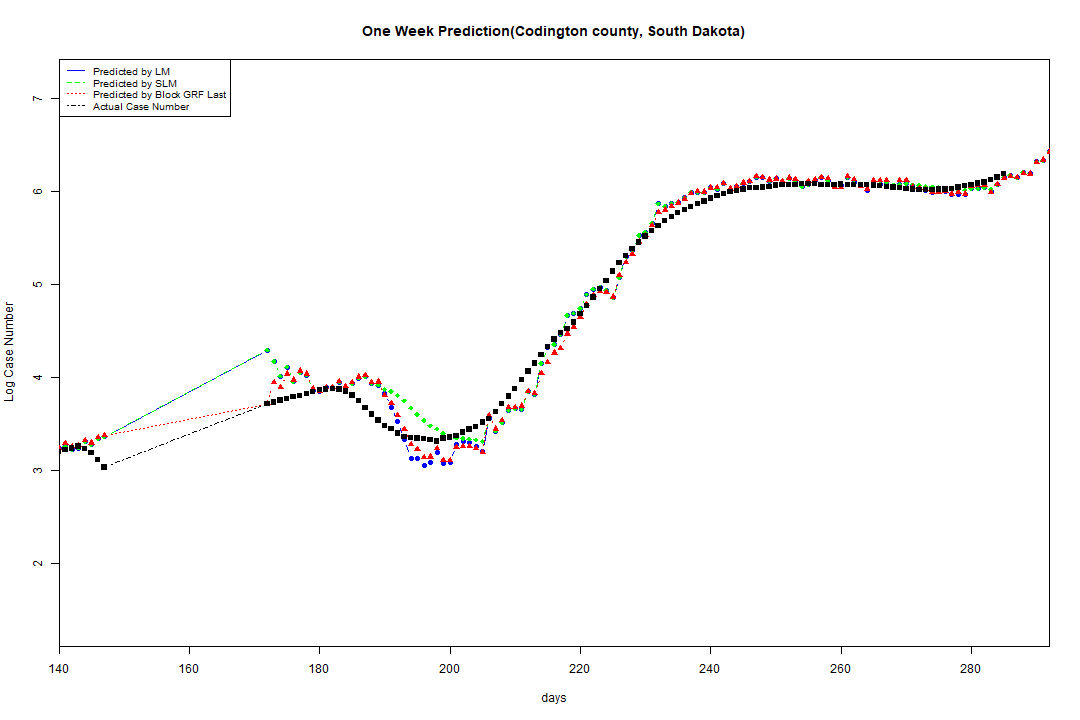 One Week Prediction(Codington county, South Dakota)
Predicted by LM
Predicted by SLM
Predicted by Block GRF Last
Actual Case Number
7
6
5
4
3
2
Log Case Number
140 160 180 200 220 240 260 280
days